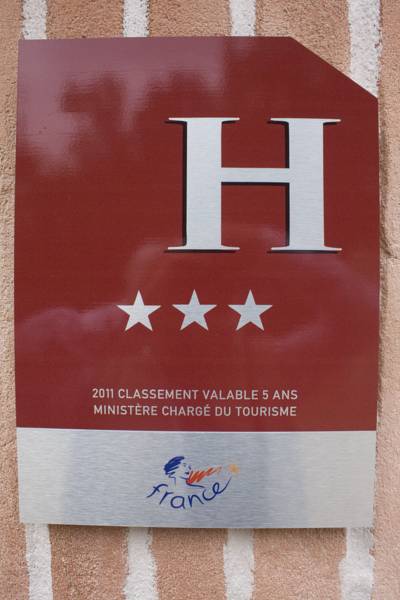 H
2011 CLASSEMENT VALABLE 5 ANS
MINISTÈRE CHARGÉ DU TOURISME
france